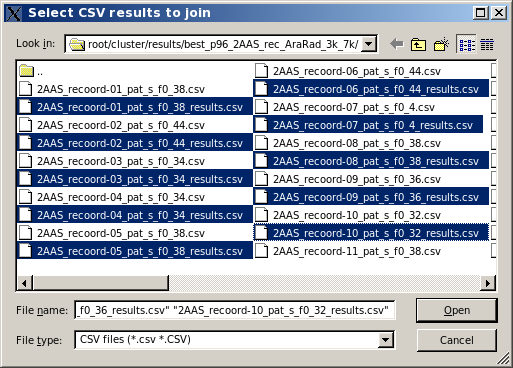 Select CSV results to join
Look in: root/cluster/results/best_p96_2AAS_rec_AraRad_3k_7k/
..
2AAS_recoord-01_pat_s_f0_38.csv
2AAS_recoord-01_pat_s_f0_38_results.csv
2AAS_recoord-02_pat_s_f0_44.csv
2AAS_recoord-02_pat_s_f0_44_results.csv
2AAS_recoord-03_pat_s_f0_34.csv
2AAS_recoord-03_pat_s_f0_34_results.csv
2AAS_recoord-04_pat_s_f0_34.csv
2AAS_recoord-04_pat_s_f0_34_results.csv
2AAS_recoord-05_pat_s_f0_38.csv
2AAS_recoord-05_pat_s_f0_38_results.csv
2AAS_recoord-06_pat_s_f0_44.csv
2AAS_recoord-06_pat_s_f0_44_results.csv
2AAS_recoord-07_pat_s_f0_4.csv
2AAS_recoord-07_pat_s_f0_4_results.csv
2AAS_recoord-08_pat_s_f0_38.csv
2AAS_recoord-08_pat_s_f0_38_results.csv
2AAS_recoord-09_pat_s_f0_36.csv
2AAS_recoord-09_pat_s_f0_36_results.csv
2AAS_recoord-10_pat_s_f0_32.csv
2AAS_recoord-10_pat_s_f0_32_results.csv
2AAS_recoord-11_pat_s_f0_38.csv
File name: _f0_36_results.csv" "2AAS_recoord-10_pat_s_f0_32_results.csv"
Open
File type: CSV files (*.csv *.CSV)
Cancel